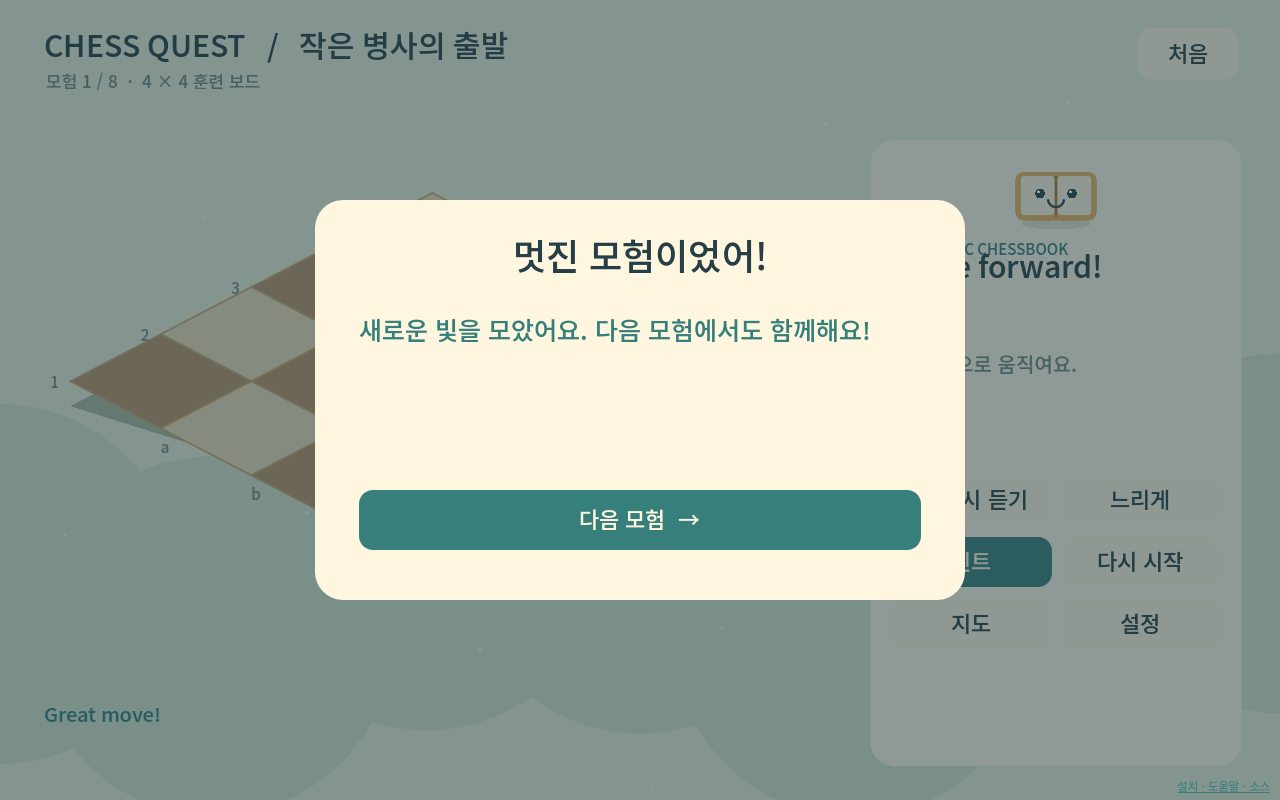 CHESS QUEST / 작은 병사의 출발
모험 1 / 8 · 4 × 4 훈련 보드
처음
멋진 모험이었어!
새로운 빛을 모았어요. 다음 모험에서도 함께해요!
다음 모험 →
C CHESSBOOK
e forward!
으로 움직여요.
시 듣기
느리게
힌트
다시 시작
지도
설정
3
2
1
a
b
Great move!
설치 · 도움말 · 소스